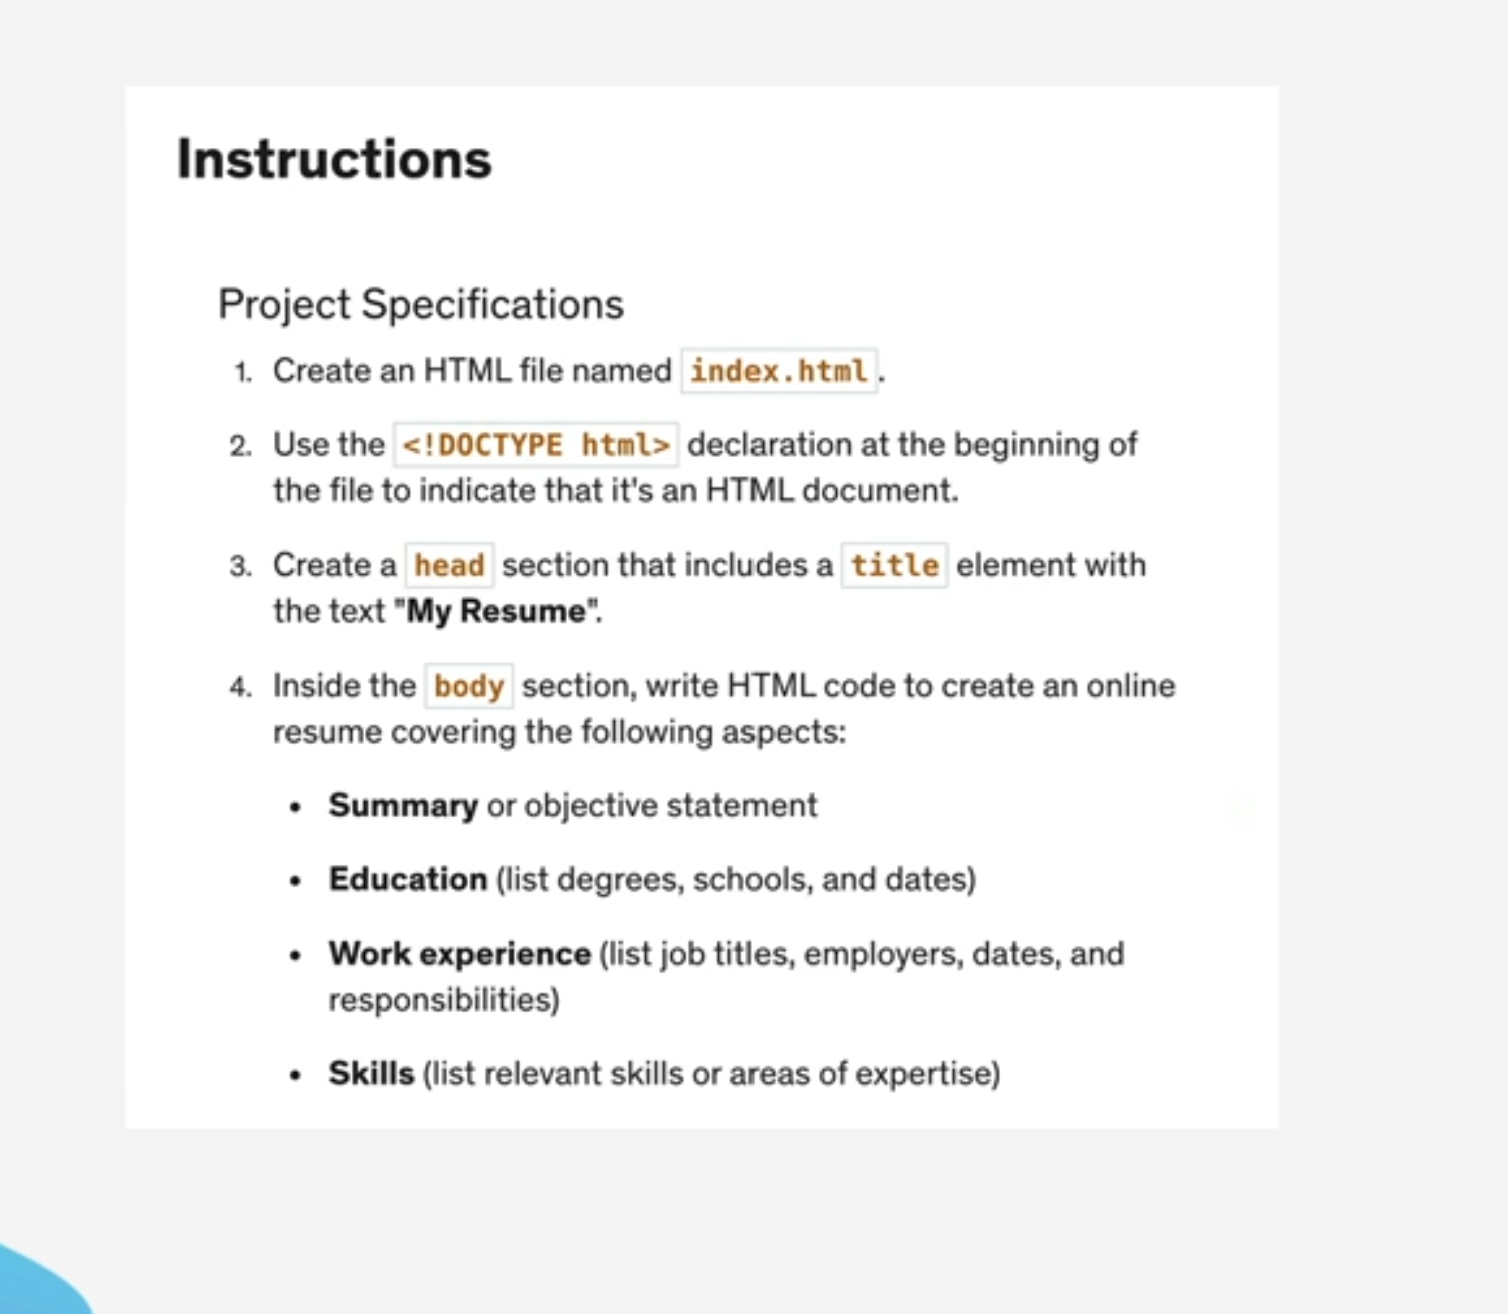 Instructions
Project Specifications
1. Create an HTML file named index.html.
2. Use the <!DOCTYPE html> declaration at the beginning of
the file to indicate that it's an HTML document.
3. Create a head section that includes a title element with
the text "My Resume".
4. Inside the body section, write HTML code to create an online
resume covering the following aspects:
• Summary or objective statement
• Education (list degrees, schools, and dates)
• Work experience (list job titles, employers, dates, and
responsibilities)
• Skills (list relevant skills or areas of expertise)